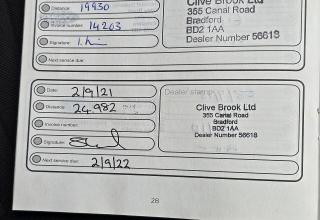 Distance: 19930
Invoice number: 14203
Signature:
Next service due:
Clive Brook Ltd
355 Canal Road
Bradford
BD2 1AA
Dealer Number 56618
Date: 2/9/21
Distance: 24,982
Invoice number:
Signature:
Next service due: 2/9/22
Dealer stamp
Clive Brook Ltd
355 Canal Road
Bradford
BD2 1AA
Dealer Number 56618
28